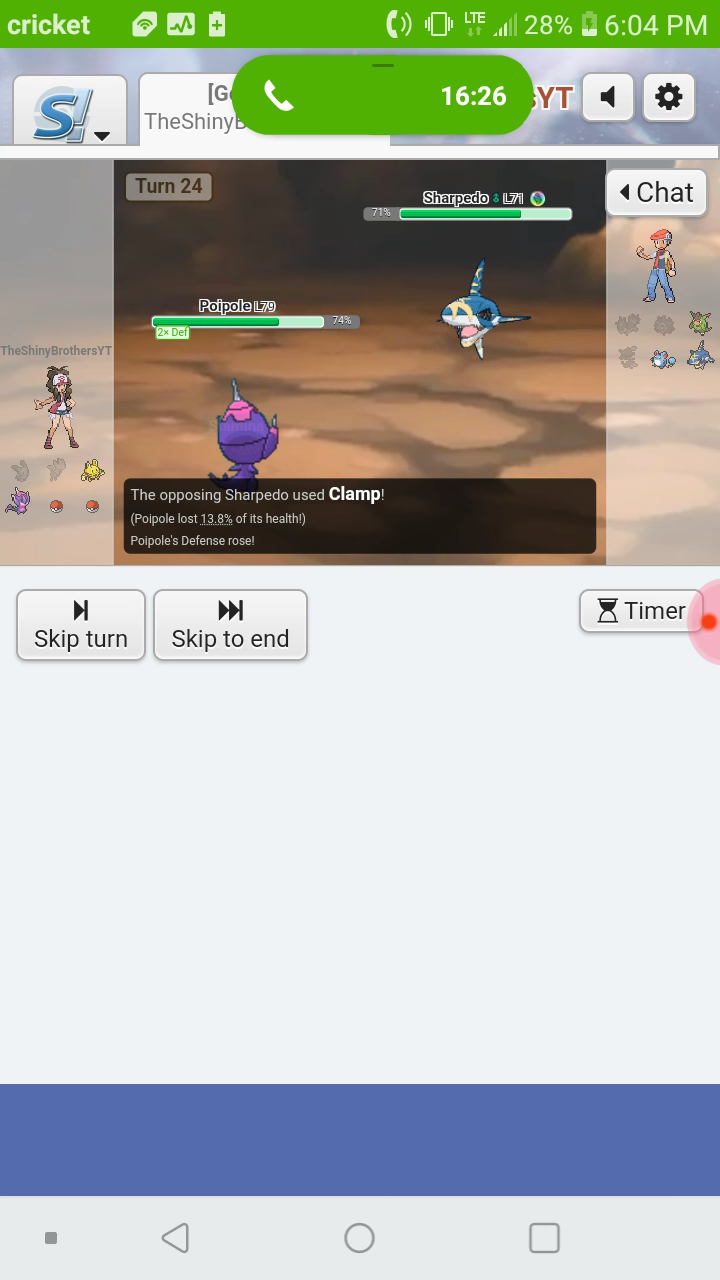 cricket
LTE
28%
6:04 PM
16:26
[G
sYT
TheShinyB
Turn 24
Sharpedo L71
71%
Chat
Poipole L79
74%
2× Def
TheShinyBrothersYT
The opposing Sharpedo used Clamp!
(Poipole lost 13.8% of its health!)
Poipole's Defense rose!
Skip turn
Skip to end
Timer